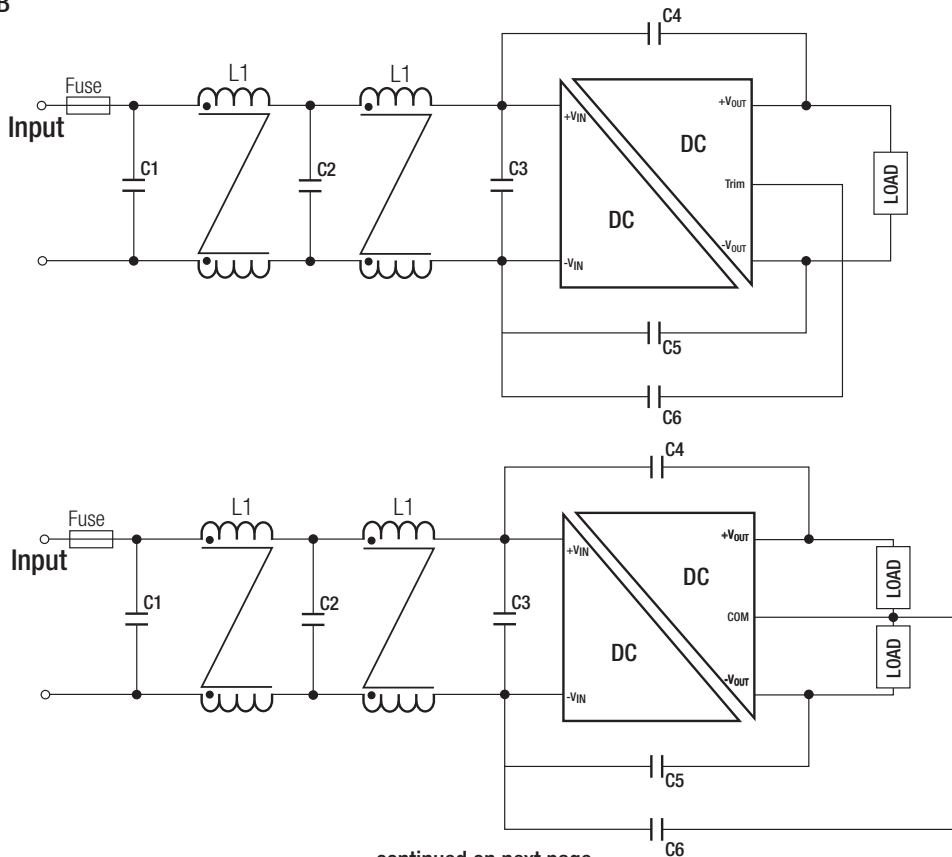 B
C4
Fuse
L1
L1
Input
C1
C2
C3
+VIN
DC
DC
-VIN
+VOUT
Trim
-VOUT
LOAD
C5
C6
C4
Fuse
L1
L1
Input
C1
C2
C3
+VIN
DC
DC
-VIN
+VOUT
COM
-VOUT
LOAD
LOAD
C5
C6
continued on next page